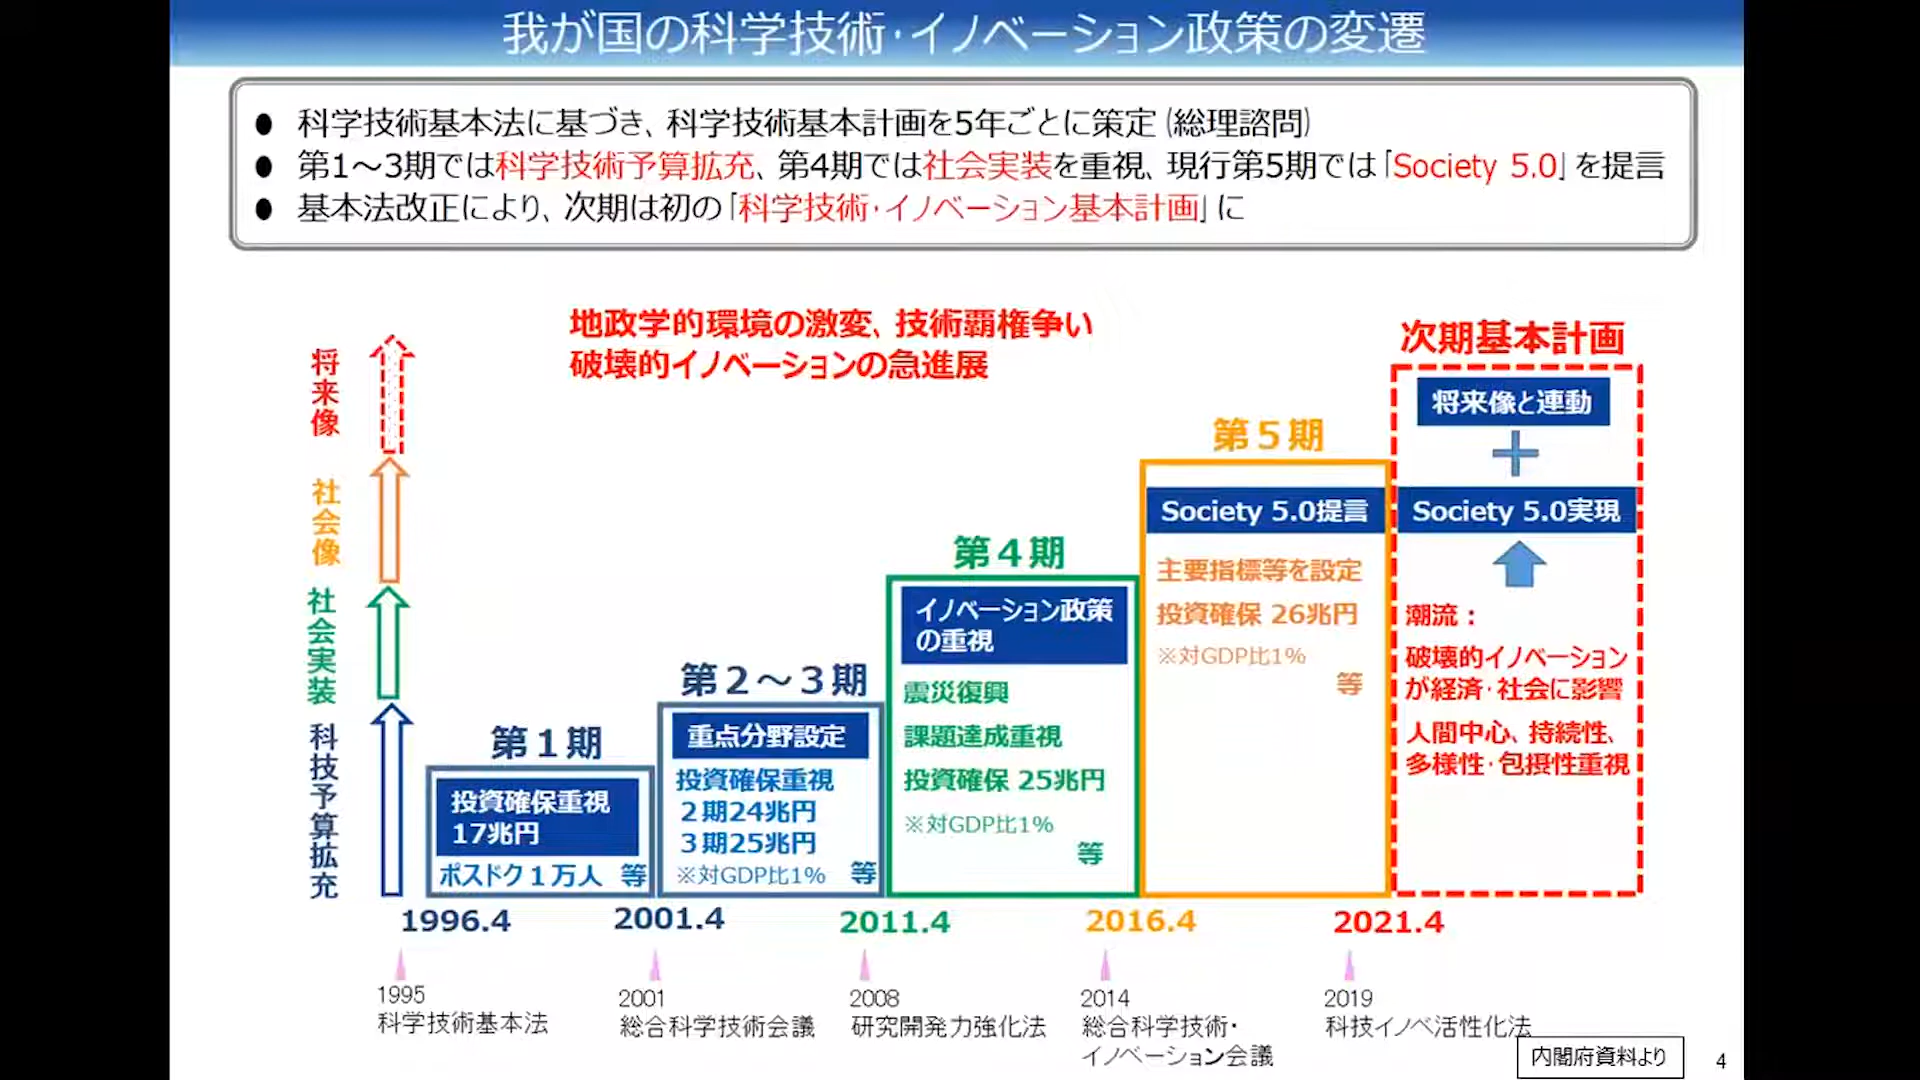 我が国の科学技術・イノベーション政策の変遷
● 科学技術基本法に基づき、科学技術基本計画を5年ごとに策定 (総理諮問)
● 第1～3期では科学技術予算拡充、第4期では社会実装を重視、現行第5期では「Society 5.0」を提言
● 基本法改正により、次期は初の「科学技術・イノベーション基本計画」に
地政学的環境の激変、技術覇権争い
破壊的イノベーションの急進展
将来像
社会像
社会実装
科技予算拡充
第１期
投資確保重視
17兆円
ポスドク１万人 等
第２～３期
重点分野設定
投資確保重視
２期24兆円
３期25兆円
※対GDP比1% 等
第４期
イノベーション政策
の重視
震災復興
課題達成重視
投資確保 25兆円
※対GDP比1%
等
第５期
Society 5.0提言
主要指標等を設定
投資確保 26兆円
※対GDP比1%
等
次期基本計画
将来像と連動
Society 5.0実現
潮流：
破壊的イノベーション
が経済・社会に影響
人間中心、持続性、
多様性・包摂性重視
1996.4
2001.4
2011.4
2016.4
2021.4
1995
科学技術基本法
2001
総合科学技術会議
2008
研究開発力強化法
2014
総合科学技術・
イノベーション会議
2019
科技イノベ活性化法
内閣府資料より
4